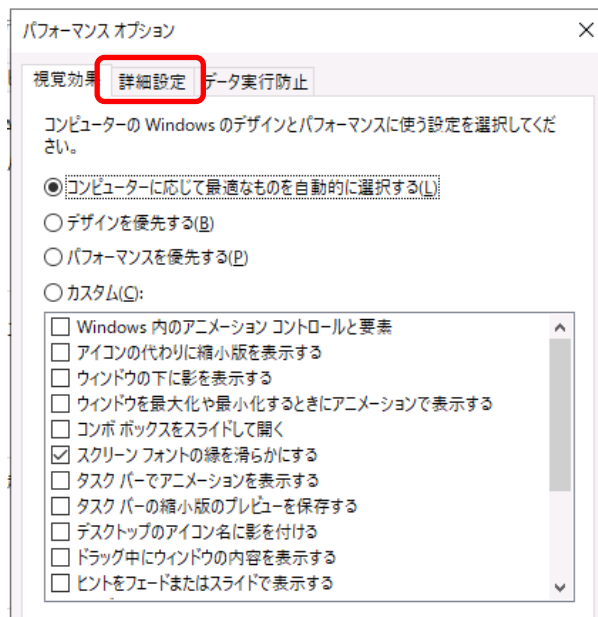 パフォーマンス オプション
視覚効果 詳細設定 データ実行防止
コンピューターの Windows のデザインとパフォーマンスに使う設定を選択してくだ
さい。
コンピューターに応じて最適なものを自動的に選択する(L)
デザインを優先する(B)
パフォーマンスを優先する(P)
カスタム(C):
Windows 内のアニメーション コントロールと要素
アイコンの代わりに縮小版を表示する
ウィンドウの下に影を表示する
ウィンドウを最大化や最小化するときにアニメーションで表示する
コンボ ボックスをスライドして開く
スクリーン フォントの縁を滑らかにする
タスク バーでアニメーションを表示する
タスク バーの縮小版のプレビューを保存する
デスクトップのアイコン名に影を付ける
ドラッグ中にウィンドウの内容を表示する
ヒントをフェードまたはスライドで表示する